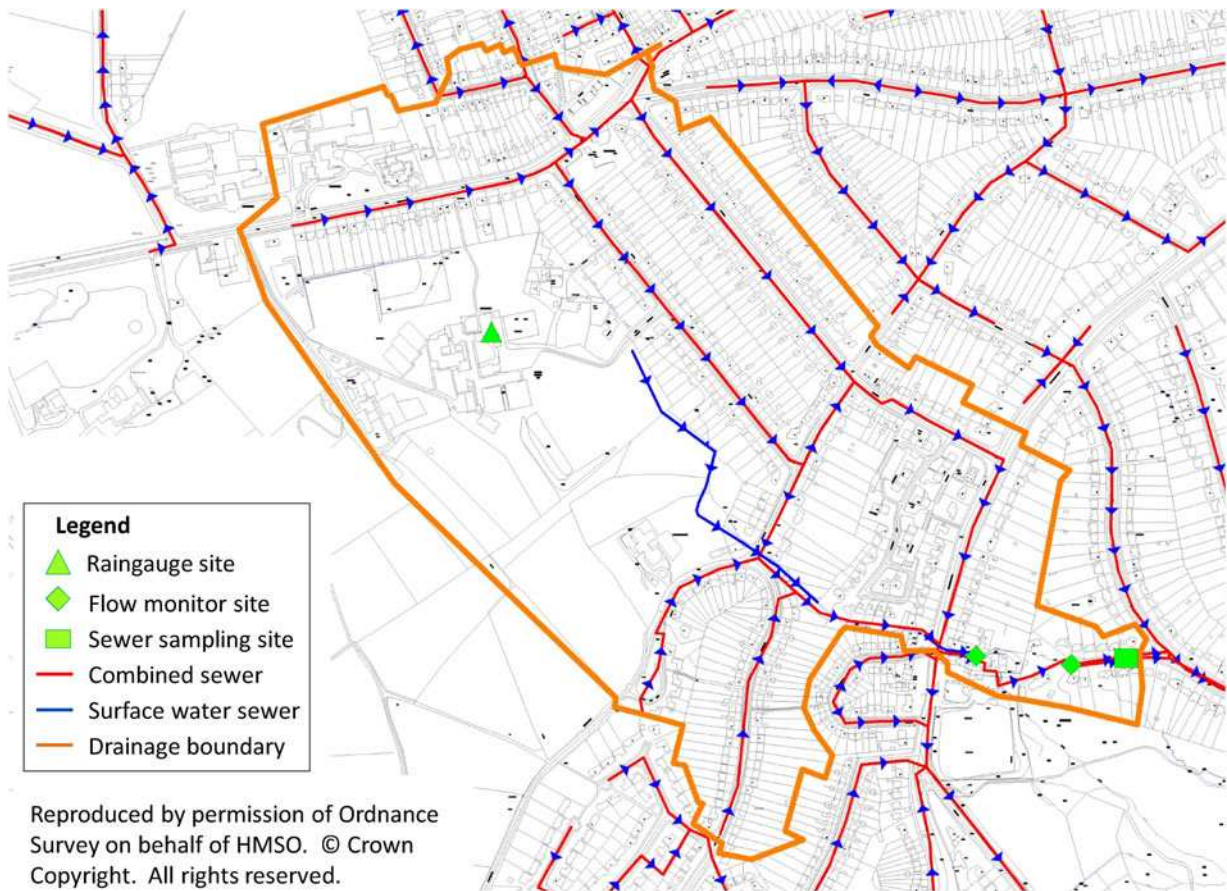 Legend
Raingauge site
Flow monitor site
Sewer sampling site
Combined sewer
Surface water sewer
Drainage boundary
Reproduced by permission of Ordnance
Survey on behalf of HMSO. © Crown
Copyright. All rights reserved.